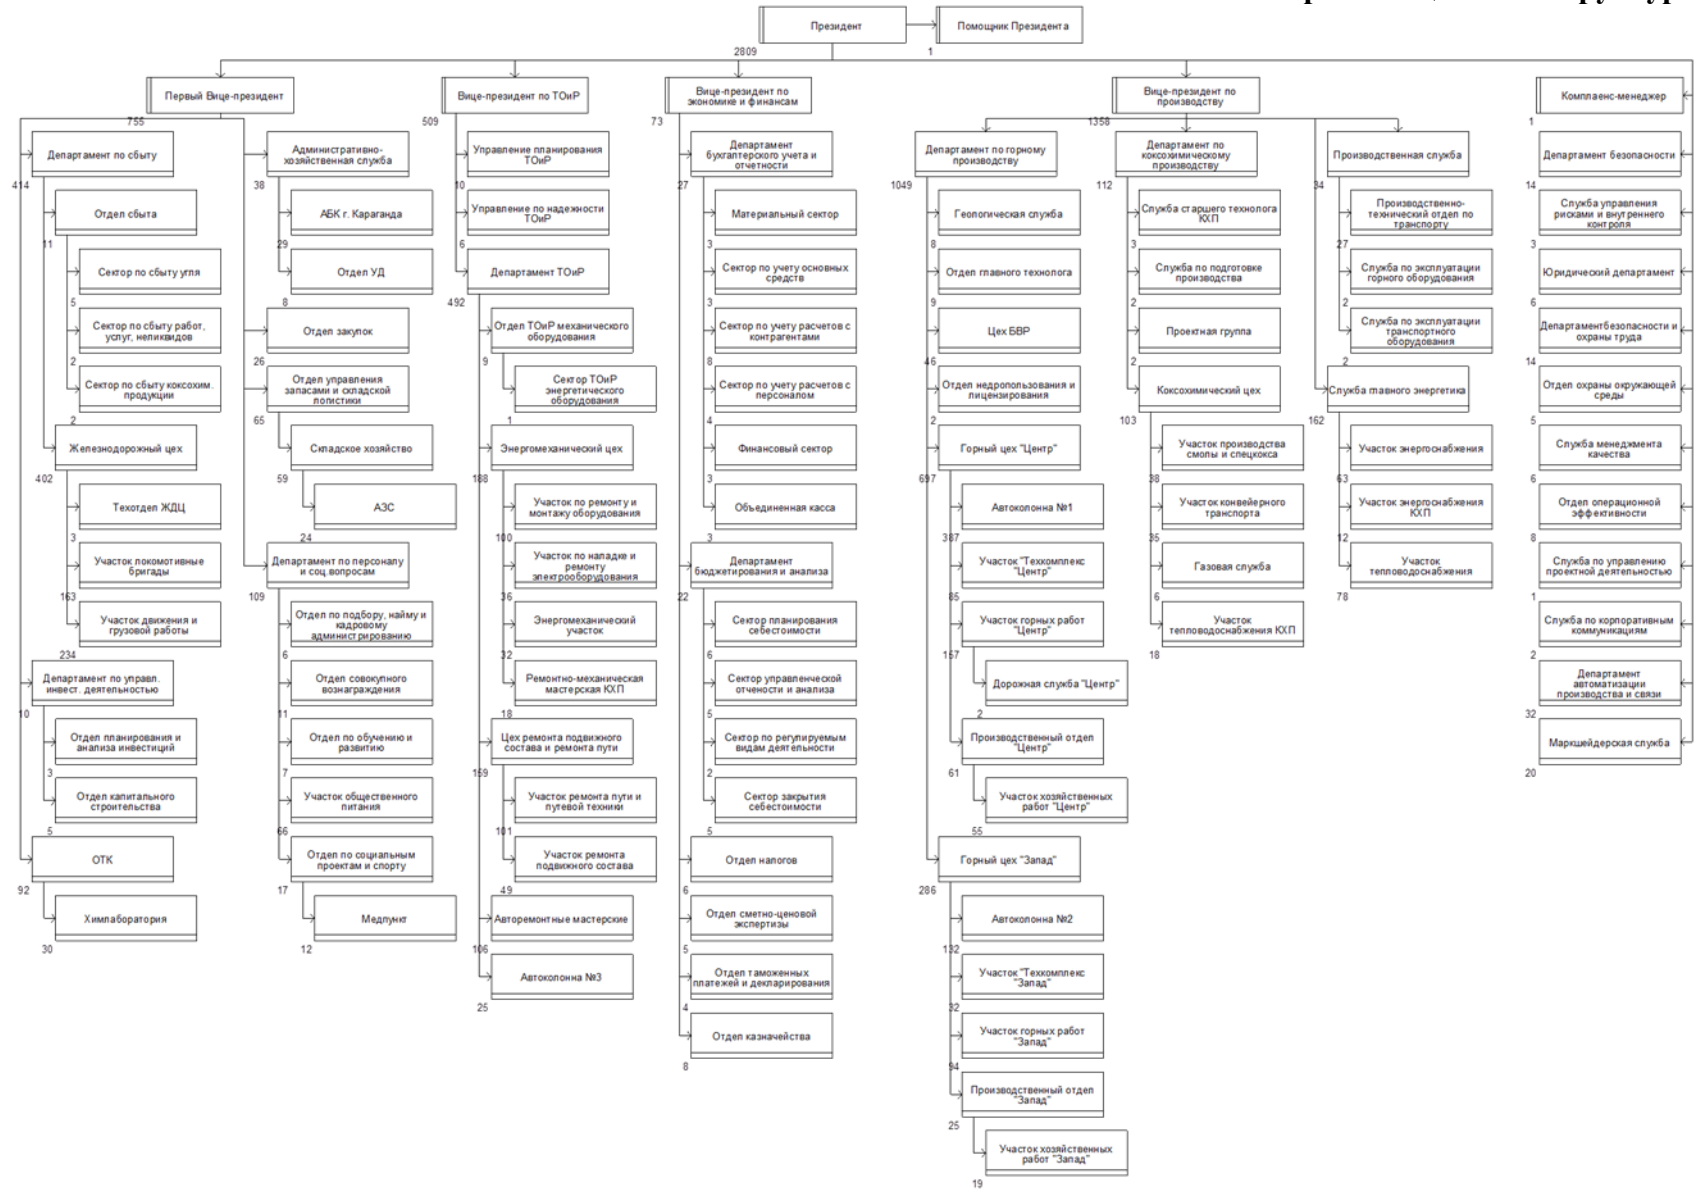 Президент
Помощник Президента
2809
1
Первый Вице-президент
755
Департамент по сбыту
414
Отдел сбыта
11
Сектор по сбыту угля
5
Сектор по сбыту работ,
услуг, неликвидов
2
Сектор по сбыту коксохим.
продукции
2
Железнодорожный цех
402
Техотдел ЖДЦ
3
Участок локомотивные
бригады
163
Участок движения и
грузовой работы
234
Департамент по управл.
инвест. деятельностью
10
Отдел планирования и
анализа инвестиций
3
Отдел капитального
строительства
5
ОТК
92
Химлаборатория
30
Административно-
хозяйственная служба
38
АБК г. Караганда
29
Отдел УД
8
Отдел закупок
26
Отдел управления
запасами и складской
логистики
65
Складское хозяйство
59
АЗС
24
Департамент по персоналу
и соц.вопросам
109
Отдел по подбору, найму и
кадровому
администрированию
6
Отдел совокупного
вознаграждения
11
Отдел по обучению и
развитию
7
Участок общественного
питания
66
Отдел по социальным
проектам и спорту
17
Медпункт
12
Вице-президент по ТОиР
509
Управление планирования
ТОиР
10
Управление по надежности
ТОиР
6
Департамент ТОиР
492
Отдел ТОиР механического
оборудования
9
Сектор ТОиР
энергетического
оборудования
1
Энергомеханический цех
188
Участок по ремонту и
монтажу оборудования
100
Участок по наладке и
ремонту
электрооборудования
36
Энергомеханический
участок
32
Ремонтно-механическая
мастерская КХП
18
Цех ремонта подвижного
состава и ремонта пути
159
Участок ремонта пути и
путевой техники
101
Участок ремонта
подвижного состава
49
Авторемонтные мастерские
106
Автоколонна №3
25
Вице-президент по
экономике и финансам
73
Департамент
бухгалтерского учета и
отчетности
27
Материальный сектор
3
Сектор по учету основных
средств
3
Сектор по учету расчетов с
контрагентами
8
Сектор по учету расчетов с
персоналом
4
Финансовый сектор
3
Объединенная касса
3
Департамент
бюджетирования и анализа
22
Сектор планирования
себестоимости
6
Сектор управленческой
отчености и анализа
5
Сектор по регулируемым
видам деятельности
2
Сектор закрытия
себестоимости
5
Отдел налогов
6
Отдел сметно-ценовой
экспертизы
5
Отдел таможенных
платежей и декларирования
4
Отдел казначейства
8
Вице-президент по
производству
1358
Департамент по горному
производству
1049
Геологическая служба
8
Отдел главного технолога
9
Цех БВР
46
Отдел недропользования и
лицензирования
2
Горный цех "Центр"
697
Автоколонна №1
387
Участок "Техкомплекс
"Центр"
85
Участок горных работ
"Центр"
157
Дорожная служба "Центр"
2
Производственный отдел
"Центр"
61
Участок хозяйственных
работ "Центр"
55
Горный цех "Запад"
286
Автоколонна №2
132
Участок "Техкомплекс
"Запад"
32
Участок горных работ
"Запад"
94
Производственный отдел
"Запад"
25
Участок хозяйственных
работ "Запад"
19
Департамент по
коксохимическому
производству
112
Служба старшего технолога
КХП
3
Служба по подготовке
производства
2
Проектная группа
2
Коксохимический цех
103
Участок производства
смолы и спецкокса
38
Участок конвейерного
транспорта
35
Газовая служба
6
Участок
тепловодоснабжения КХП
18
Производственная служба
34
Производственно-
технический отдел по
транспорту
27
Служба по эксплуатации
горного оборудования
2
Служба по эксплуатации
транспортного
оборудования
2
Служба главного энергетика
162
Участок энергоснабжения
63
Участок энергоснабжения
КХП
12
Участок
тепловодоснабжения
78
Комплаенс-менеджер
1
Департамент безопасности
14
Служба управления
рисками и внутреннего
контроля
3
Юридический департамент
6
Департаментбезопасности и
охраны труда
14
Отдел охраны окружающей
среды
5
Служба менеджмента
качества
6
Отдел операционной
эффективности
8
Служба по управлению
проектной деятельностью
1
Служба по корпоративным
коммуникациям
2
Департамент
автоматизации
производства и связи
32
Маркшейдерская служба
20